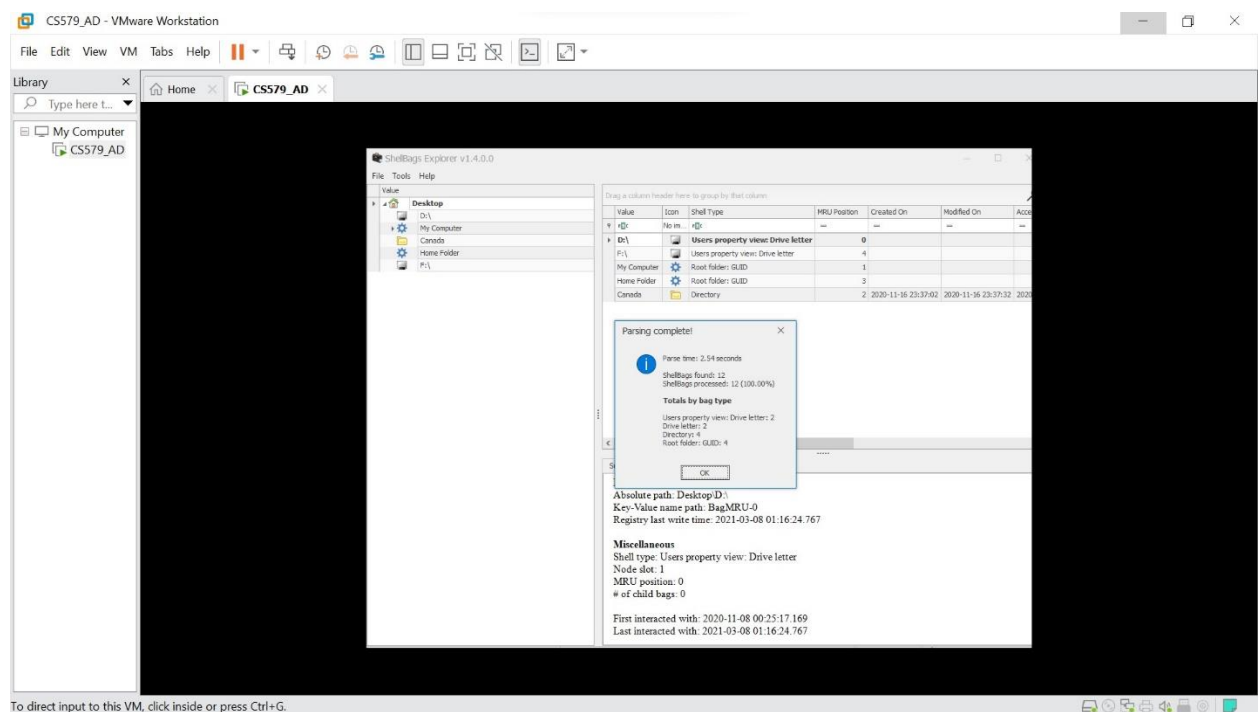 CS579_AD - VMware Workstation
File Edit View VM Tabs Help
Library
Home
CS579_AD
Type here t...
My Computer
CS579_AD
ShellBags Explorer v1.4.0.0
File Tools Help
Value
Desktop
D:\
My Computer
Canada
Home Folder
F:\
Drag a column header here to group by that column
Value Icon Shell Type MRU Position Created On Modified On Acce
No im...
D:\ Users property view: Drive letter 0
F:\ Users property view: Drive letter 4
My Computer Root folder: GUID 1
Home Folder Root folder: GUID 3
Canada Directory 2 2020-11-16 23:37:02 2020-11-16 23:37:32 2020
Parsing complete!
Parse time: 2.54 seconds
ShellBags found: 12
ShellBags processed: 12 (100.00%)
Totals by bag type
Users property view: Drive letter: 2
Drive letter: 2
Directory: 4
Root folder: GUID: 4
OK
Absolute path: Desktop\D:\
Key-Value name path: BagMRU-0
Registry last write time: 2021-03-08 01:16:24.767
Miscellaneous
Shell type: Users property view: Drive letter
Node slot: 1
MRU position: 0
# of child bags: 0
First interacted with: 2020-11-08 00:25:17.169
Last interacted with: 2021-03-08 01:16:24.767
To direct input to this VM, click inside or press Ctrl+G.